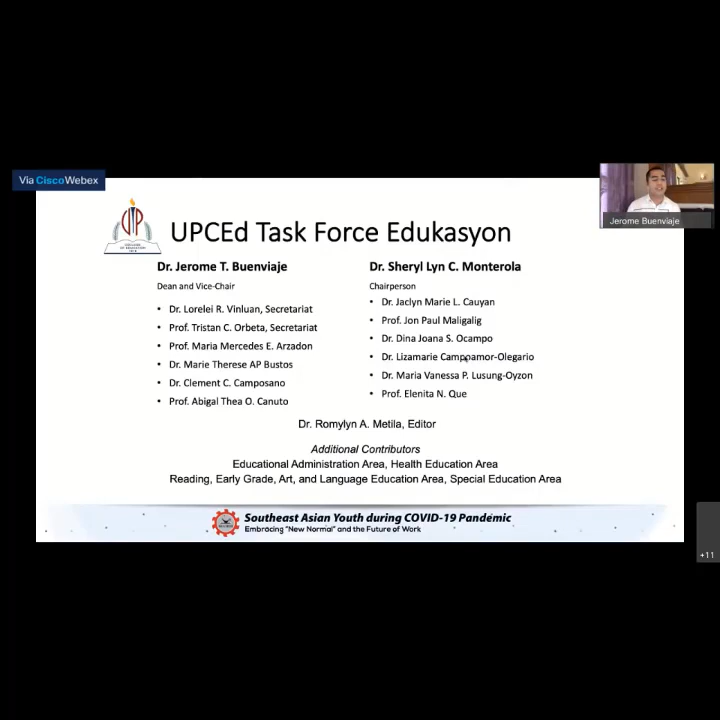 Via Cisco Webex
Jerome Buenviaje
UPCEd Task Force Edukasyon
Dr. Jerome T. Buenviaje
Dean and Vice-Chair
• Dr. Lorelei R. Vinluan, Secretariat
• Prof. Tristan C. Orbeta, Secretariat
• Prof. Maria Mercedes E. Arzadon
• Dr. Marie Therese AP Bustos
• Dr. Clement C. Camposano
• Prof. Abigal Thea O. Canuto
Dr. Sheryl Lyn C. Monterola
Chairperson
• Dr. Jaclyn Marie L. Cauyan
• Prof. Jon Paul Maligalig
• Dr. Dina Joana S. Ocampo
• Dr. Lizamarie Campoamor-Olegario
• Dr. Maria Vanessa P. Lusung-Oyzon
• Prof. Elenita N. Que
Dr. Romylyn A. Metila, Editor
Additional Contributors
Educational Administration Area, Health Education Area
Reading, Early Grade, Art, and Language Education Area, Special Education Area
Southeast Asian Youth during COVID-19 Pandemic
Embracing "New Normal" and the Future of Work
+11